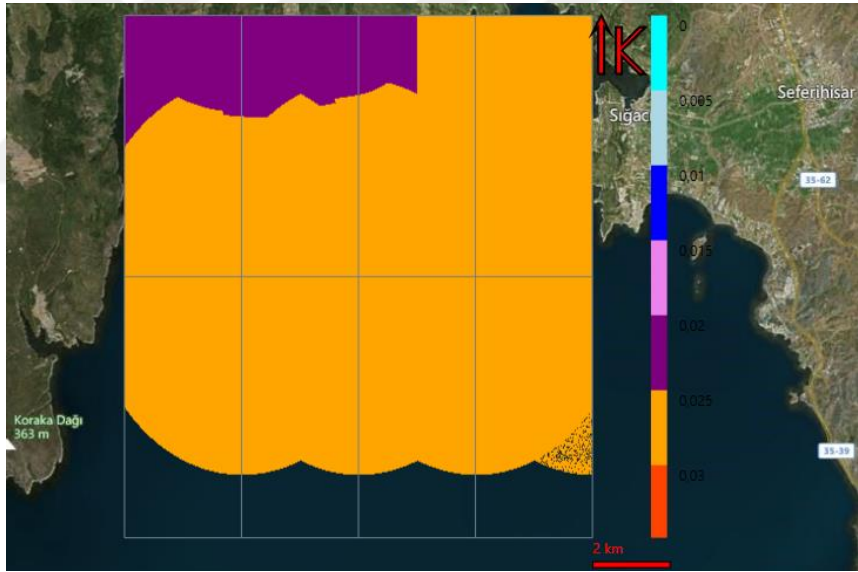 K
0
Seferihisar
0,005
Sığac
0,01
35-62
0,015
0,02
0,025
Koraka Dağı
363 m
0,03
35-39
2 km